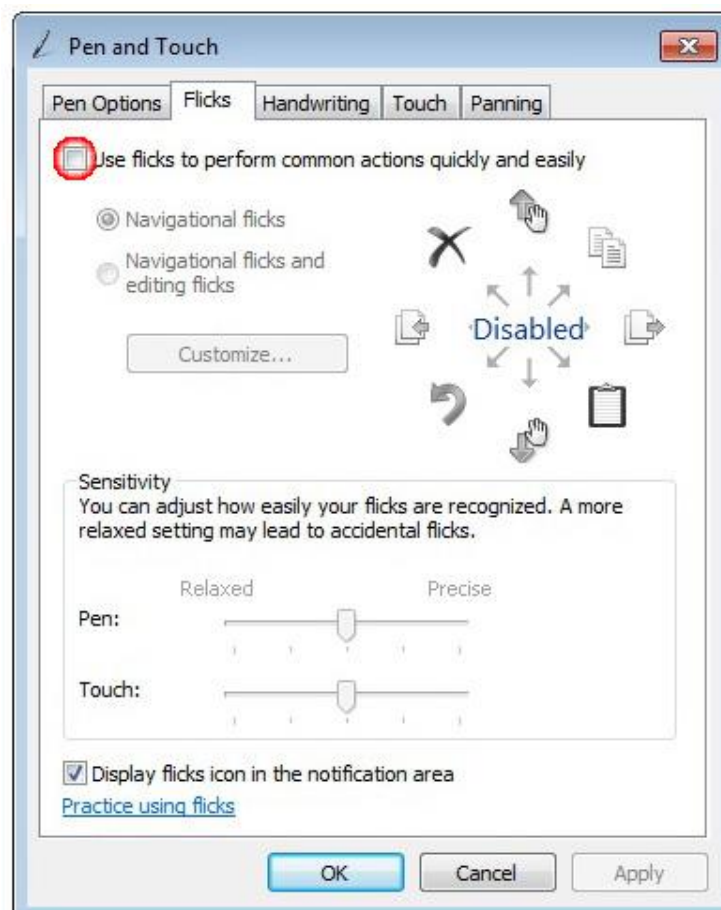 Pen and Touch
Pen Options Flicks Handwriting Touch Panning
Use flicks to perform common actions quickly and easily
Navigational flicks
Navigational flicks and
editing flicks
Customize...
Disabled
Sensitivity
You can adjust how easily your flicks are recognized. A more
relaxed setting may lead to accidental flicks.
Relaxed Precise
Pen:
Touch:
Display flicks icon in the notification area
Practice using flicks
OK Cancel Apply